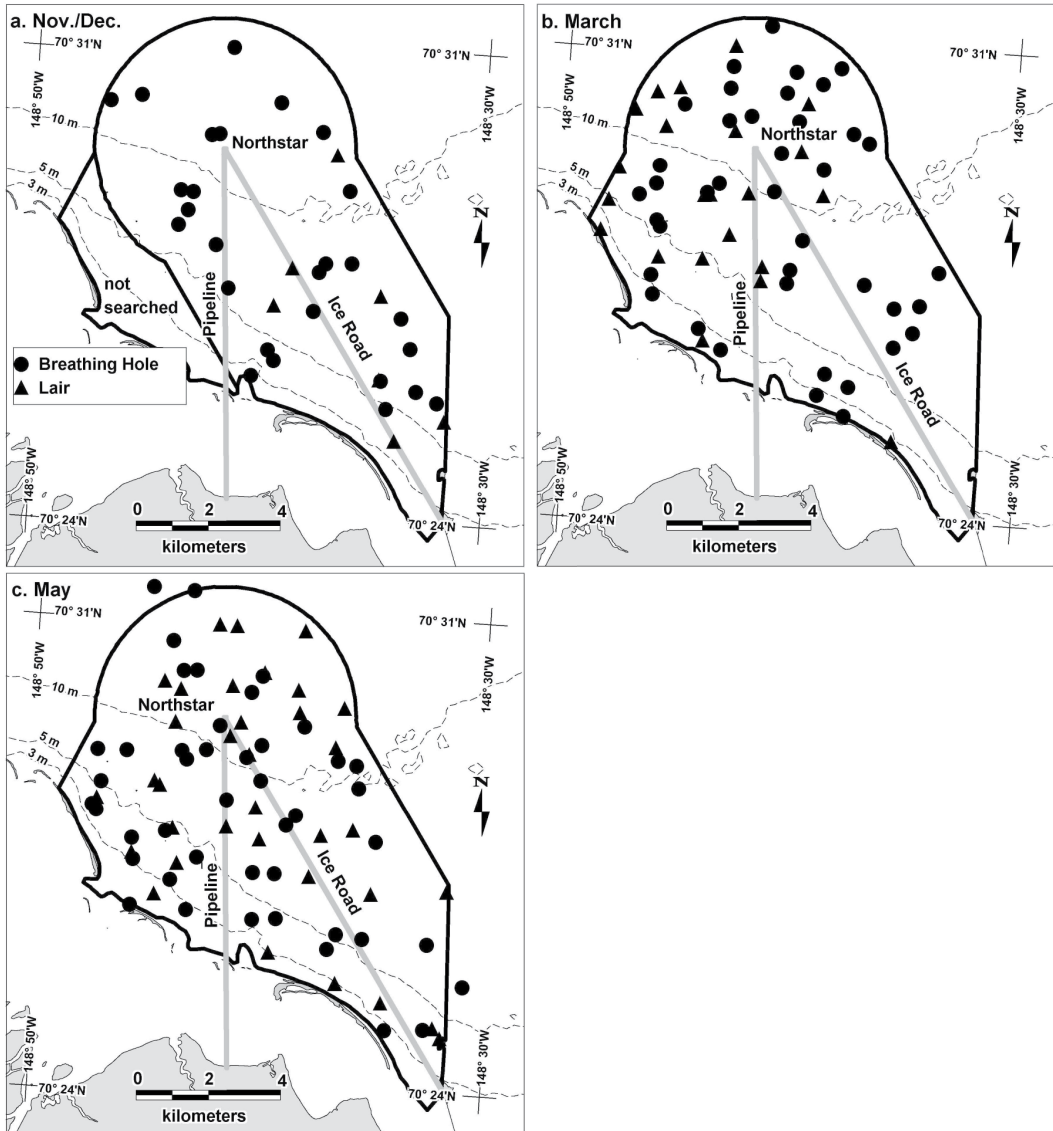 a. Nov./Dec.
70° 31'N
70° 31'N
148° 50'W
148° 30'W
10 m
5 m
3 m
Northstar
Z
not
searched
Pipeline
Ice Road
Breathing Hole
Lair
148° 50'W
148° 30'W
70° 24'N
70° 24'N
0 2 4
kilometers
b. March
70° 31'N
70° 31'N
148° 50'W
148° 30'W
10 m
5 m
3 m
Northstar
Z
Pipeline
Ice Road
148° 50'W
148° 30'W
70° 24'N
70° 24'N
0 2 4
kilometers
c. May
70° 31'N
70° 31'N
148° 50'W
148° 30'W
10 m
5 m
3 m
Northstar
Z
Pipeline
Ice Road
148° 50'W
148° 30'W
70° 24'N
70° 24'N
0 2 4
kilometers